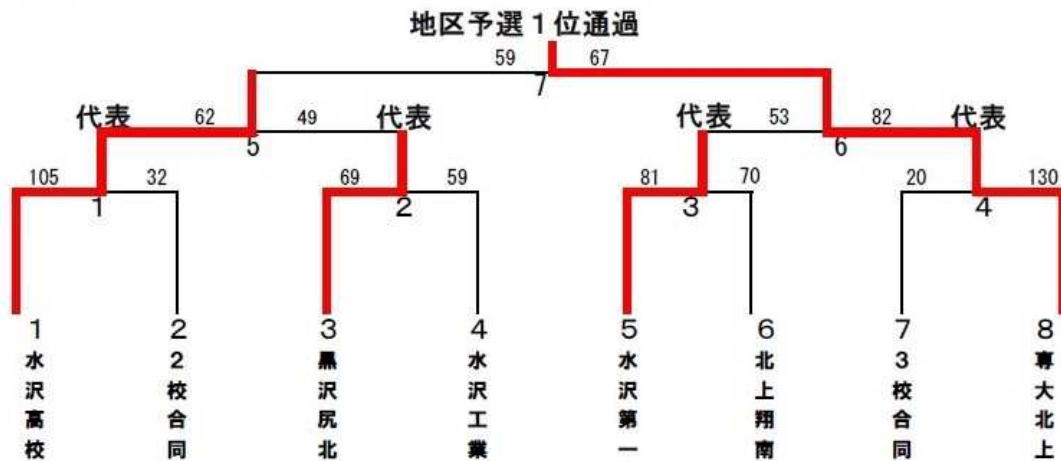 地区予選１位通過
59 67
7
代表 62 49 代表 代表 53 82 代表
5 6
105 32 69 59 81 70 20 130
1 2 3 4
1 2 3 4 5 6 7 8
水沢高校
２校合同
黒沢尻北
水沢工業
水沢第一
北上翔南
３校合同
専大北上